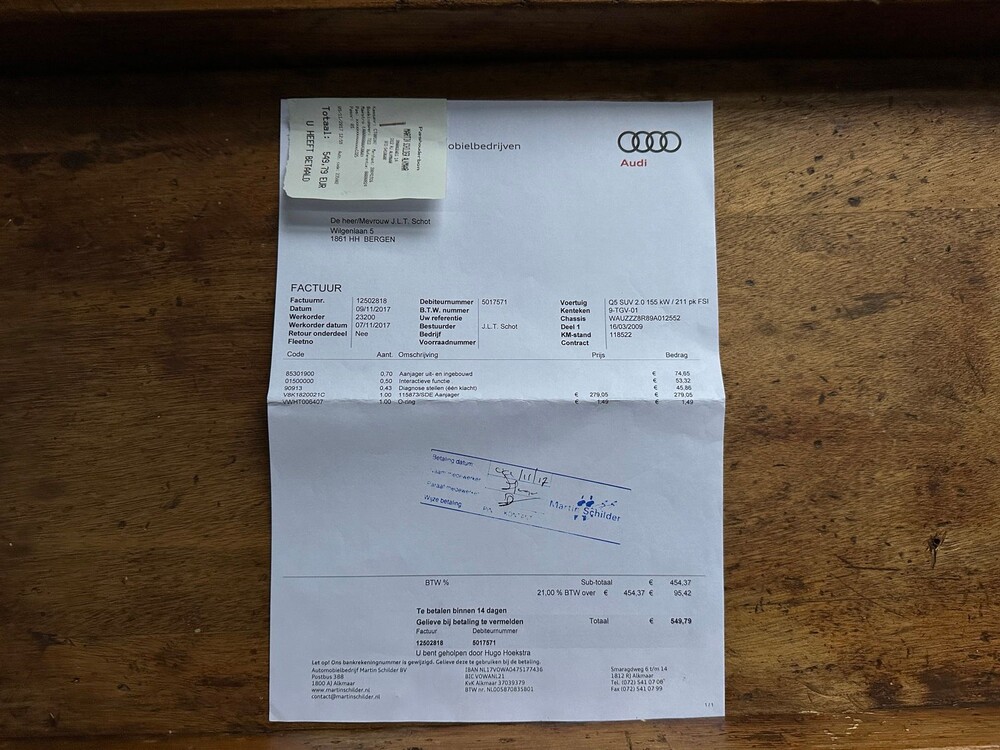 Totaal: 549,79 EUR
U HEEFT BETAALD
obielbedrijven
Audi
De heer/Mevrouw J.L.T. Schot
Wilgenlaan 5
1861 HH BERGEN
FACTUUR
Factuurnr. 12502818 Debiteurnummer 5017571 Voertuig Q5 SUV 2.0 155 kW / 211 pk FSI
Datum 09/11/2017 B.T.W. nummer Kenteken 9-TGV-01
Werkorder 23200 Uw referentie Chassis WAUZZZ8R89A012552
Werkorder datum 07/11/2017 Bestuurder J.L.T. Schot Deel 1 16/03/2009
Retour onderdeel Nee Bedrijf KM-stand 118522
Fleetno Voorraadnummer Contract
Code Aant. Omschrijving Prijs Bedrag
85301900 0,70 Aanjager uit- en ingebouwd € 74,65
01500000 0,50 Interactieve functie € 53,32
90913 0,43 Diagnose stellen (één klacht) € 45,86
VBK1820021C 1,00 115873/SDE Aanjager € 279,05 € 279,05
VWHT006407 1,00 O-ring € 1,49 € 1,49
Betaling datum
Paraaf medewerker
Wijze betaling
Martin Schilder
BTW % Sub-totaal € 454,37
21,00 % BTW over € 454,37 € 95,42
Te betalen binnen 14 dagen
Gelieve bij betaling te vermelden Totaal € 549,79
Factuur Debiteurnummer
12502818 5017571
U bent geholpen door Hugo Hoekstra
Let op! Ons bankrekeningnummer is gewijzigd. Gelieve deze te gebruiken bij de betaling.
Automobielbedrijf Martin Schilder BV IBAN NL17VOWA0475177436 Smaragdweg 6 t/m 14
Postbus 388 BIC VOWANL21 1812 RJ Alkmaar
1800 AJ Alkmaar KvK Alkmaar 37039379 Tel. (072) 541 07 08
www.martinschilder.nl BTW nr. NL005870835B01 Fax (072) 541 07 99
contact@martinschilder.nl
1 / 1